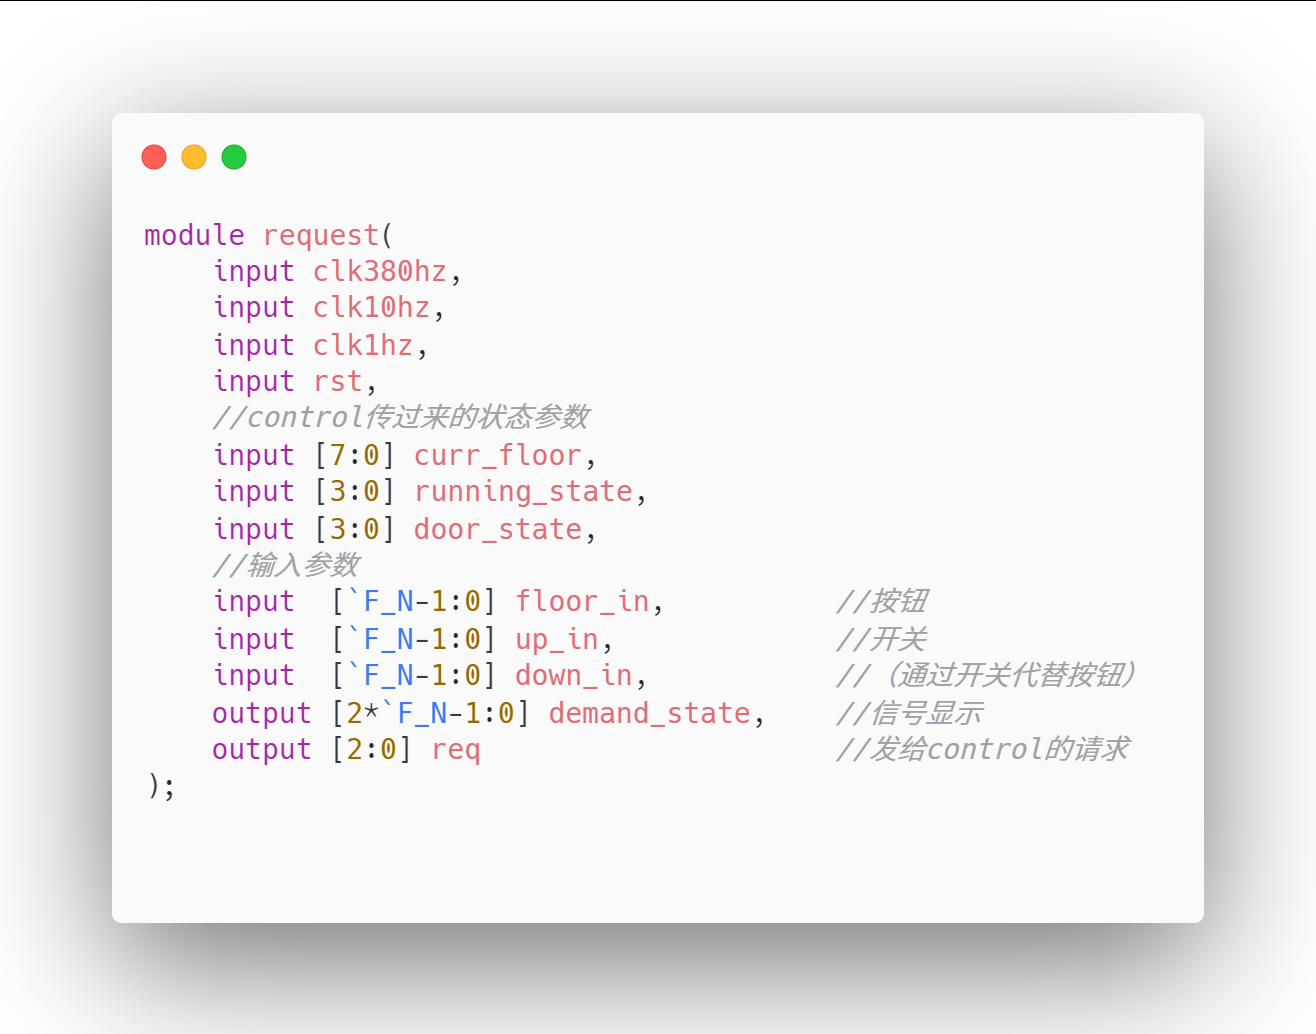 module request(
    input clk380hz,
    input clk10hz,
    input clk1hz,
    input rst,
    //control传过来的状态参数
    input [7:0] curr_floor,
    input [3:0] running_state,
    input [3:0] door_state,
    //输入参数
    input  [`F_N-1:0] floor_in,          //按钮
    input  [`F_N-1:0] up_in,             //开关
    input  [`F_N-1:0] down_in,           //（通过开关代替按钮）
    output [2*`F_N-1:0] demand_state,    //信号显示
    output [2:0] req                     //发给control的请求
);